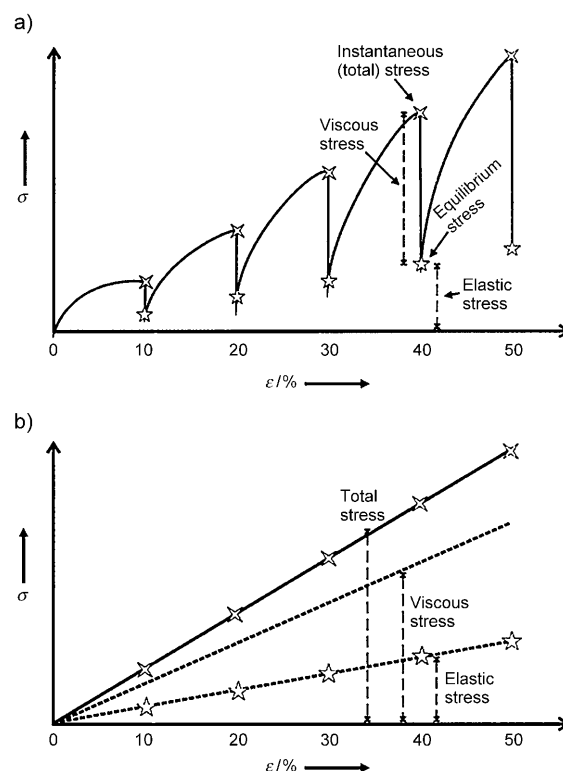 a)
Instantaneous
(total) stress
Viscous
stress
Equilibrium
stress
Elastic
stress
σ
0 10 20 30 40 50
ε/%
b)
Total
stress
Viscous
stress
Elastic
stress
σ
0 10 20 30 40 50
ε/%